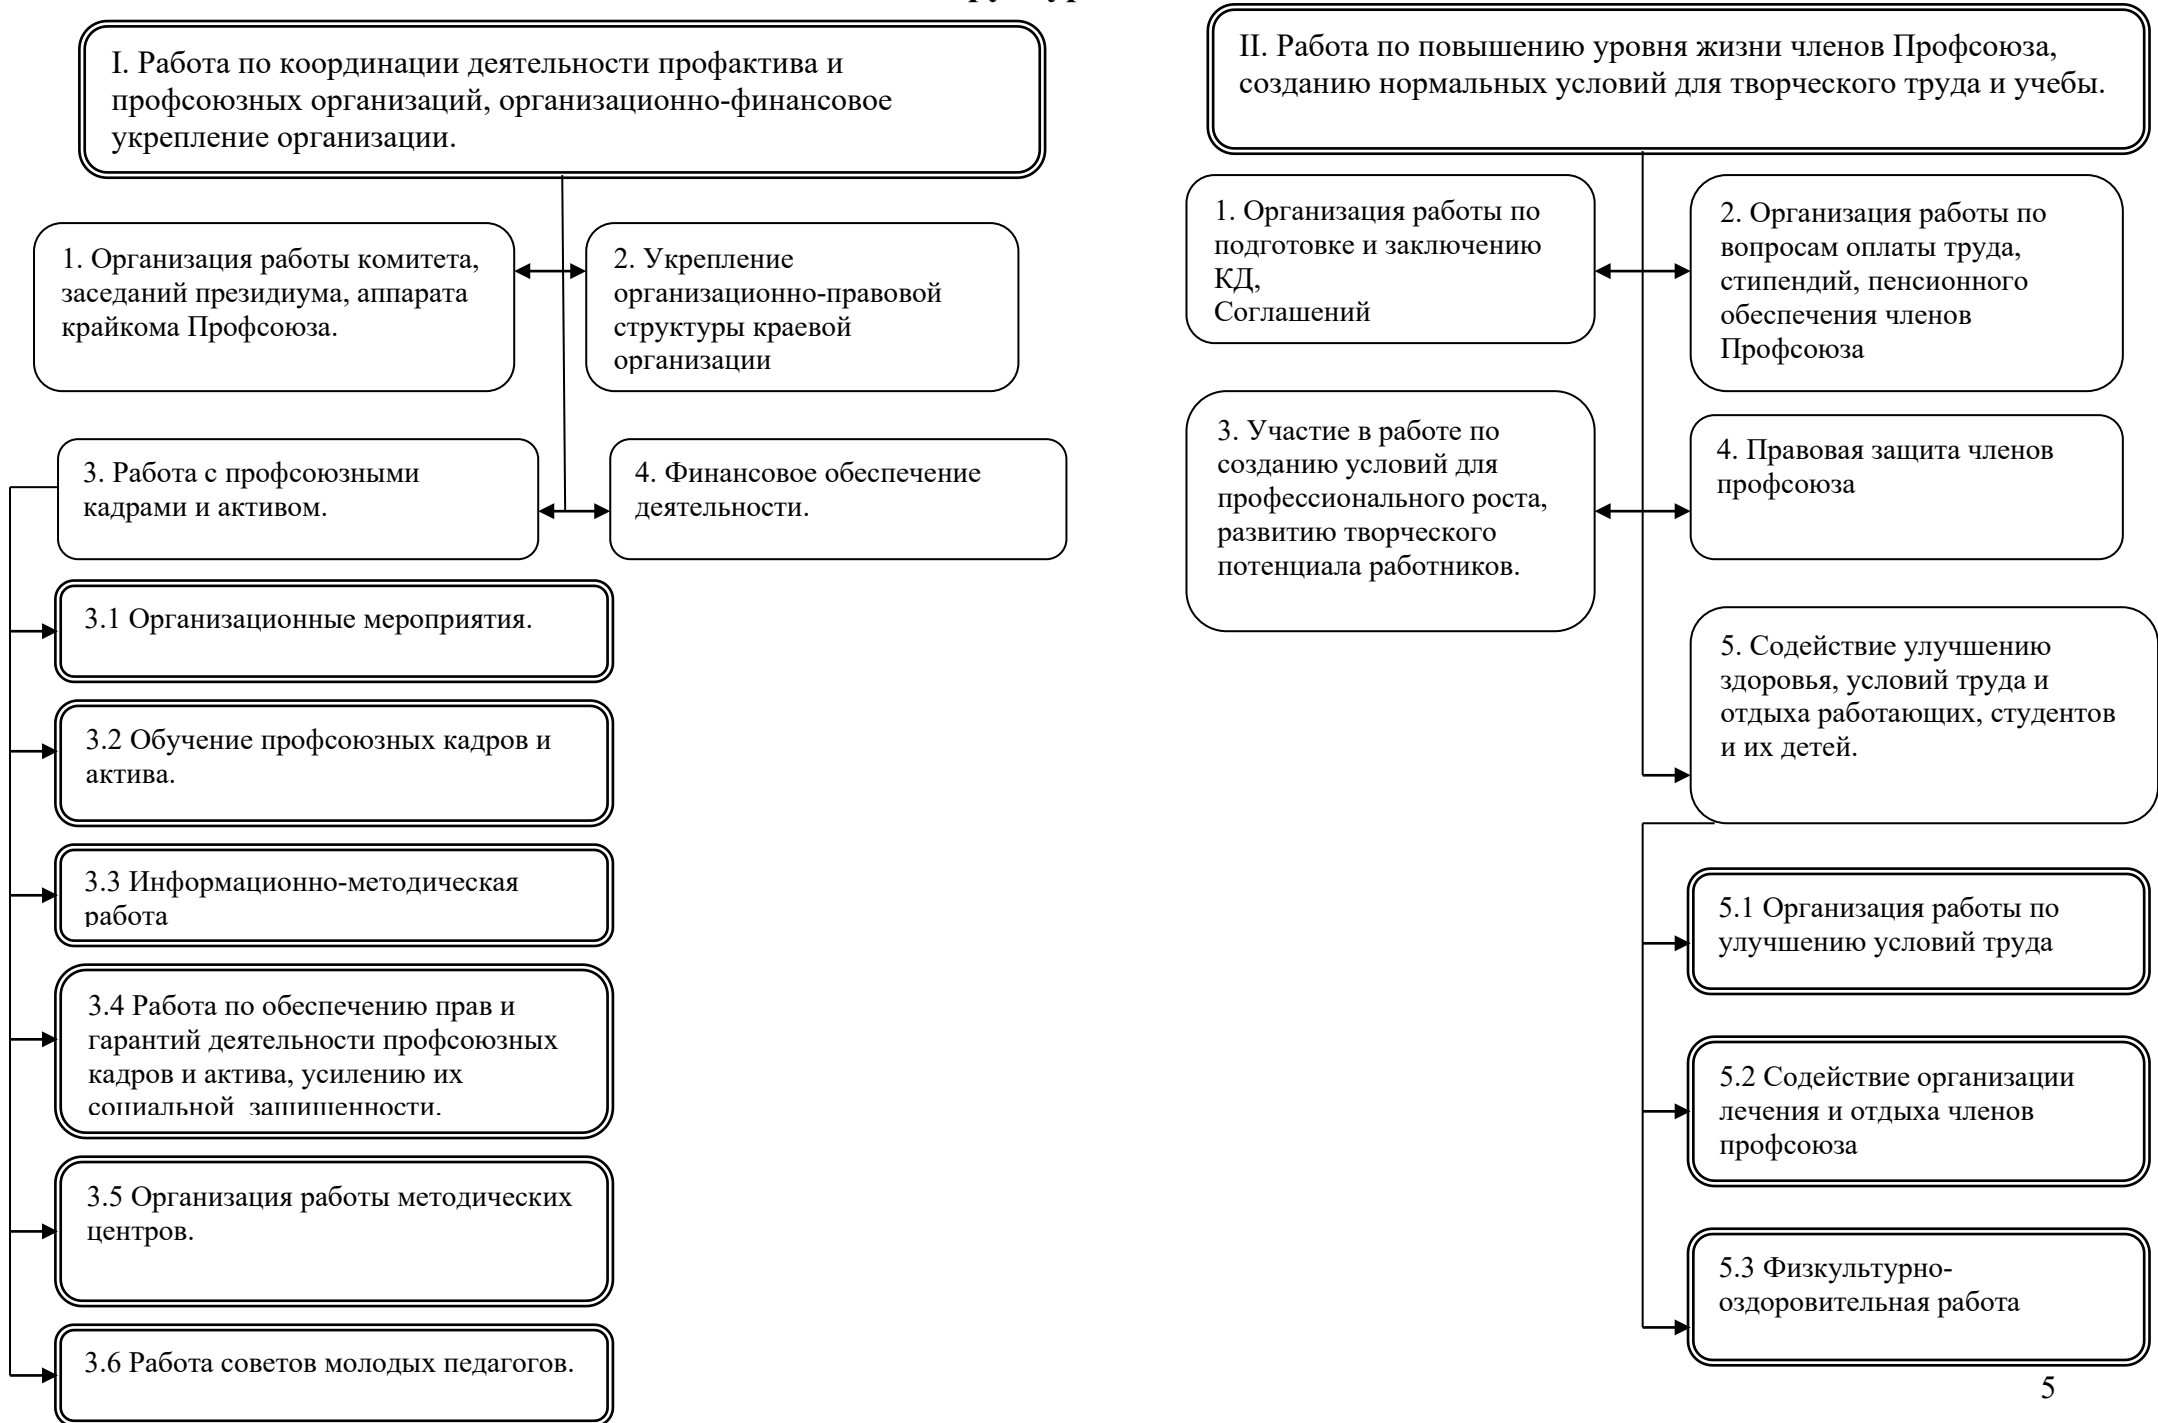 I. Работа по координации деятельности профактива и
профсоюзных организаций, организационно-финансовое
укрепление организации.
1. Организация работы комитета,
заседаний президиума, аппарата
крайкома Профсоюза.
2. Укрепление
организационно-правовой
структуры краевой
организации
3. Работа с профсоюзными
кадрами и активом.
4. Финансовое обеспечение
деятельности.
3.1 Организационные мероприятия.
3.2 Обучение профсоюзных кадров и
актива.
3.3 Информационно-методическая
работа
3.4 Работа по обеспечению прав и
гарантий деятельности профсоюзных
кадров и актива, усилению их
социальной защищенности.
3.5 Организация работы методических
центров.
3.6 Работа советов молодых педагогов.
II. Работа по повышению уровня жизни членов Профсоюза,
созданию нормальных условий для творческого труда и учебы.
1. Организация работы по
подготовке и заключению
КД,
Соглашений
2. Организация работы по
вопросам оплаты труда,
стипендий, пенсионного
обеспечения членов
Профсоюза
3. Участие в работе по
созданию условий для
профессионального роста,
развитию творческого
потенциала работников.
4. Правовая защита членов
профсоюза
5. Содействие улучшению
здоровья, условий труда и
отдыха работающих, студентов
и их детей.
5.1 Организация работы по
улучшению условий труда
5.2 Содействие организации
лечения и отдыха членов
профсоюза
5.3 Физкультурно-
оздоровительная работа
5